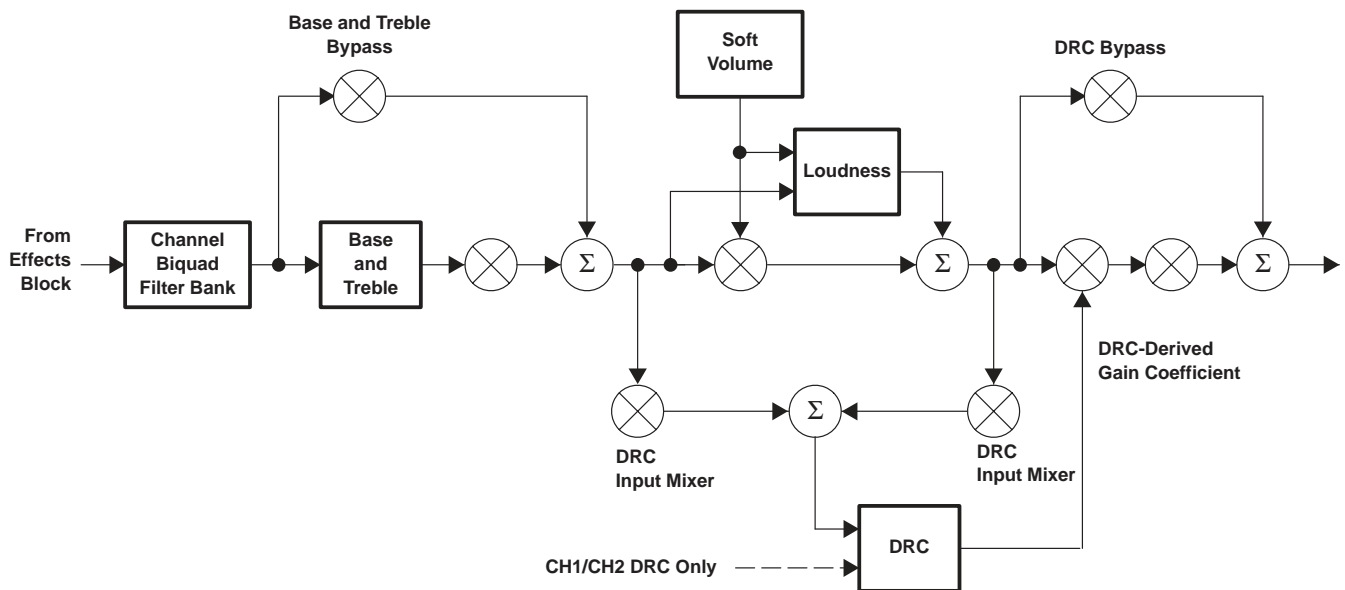 Base and Treble
Bypass
Soft
Volume
DRC Bypass
Loudness
From
Effects
Block
Channel
Biquad
Filter Bank
Base
and
Treble
Σ
Σ
Σ
DRC-Derived
Gain Coefficient
Σ
DRC
Input Mixer
DRC
Input Mixer
DRC
CH1/CH2 DRC Only